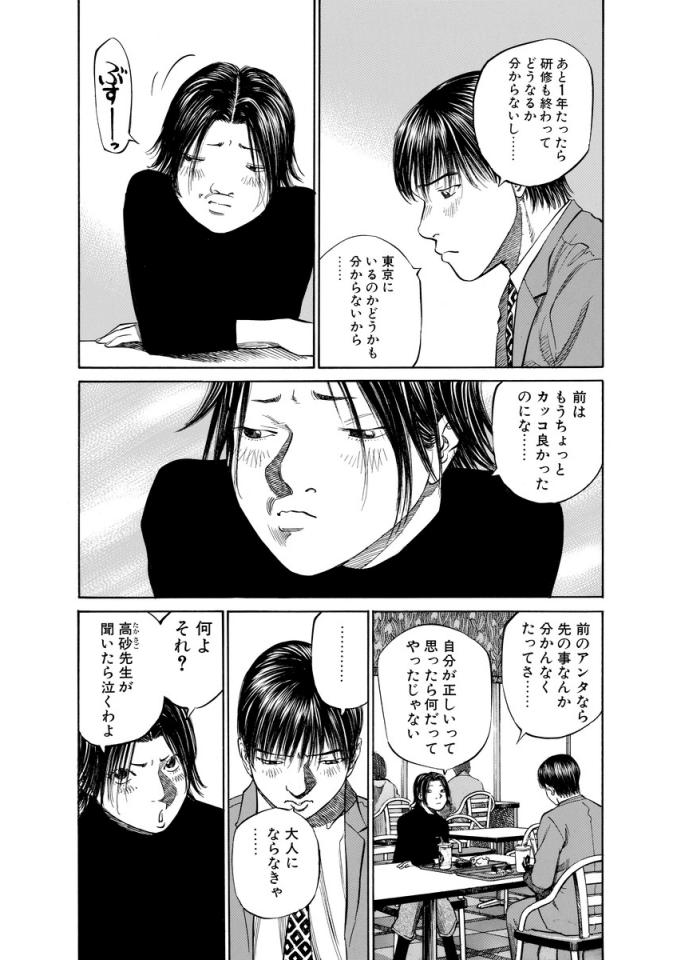 あと1年たったら
研修も終わって
どうなるか
分からないし……
東京に
いるのかどうかも
分からないから
……
ぶすーーっ
前は
もうちょっと
カッコ良かった
のにな……
前のアンタなら
先の事なんか
分かんなく
たってさ……
自分が正しいって
思ったら何だって
やったじゃない
……
大人に
ならなきゃ
……
何よ
それ?
高砂先生が
たかさご
聞いたら泣くわよ